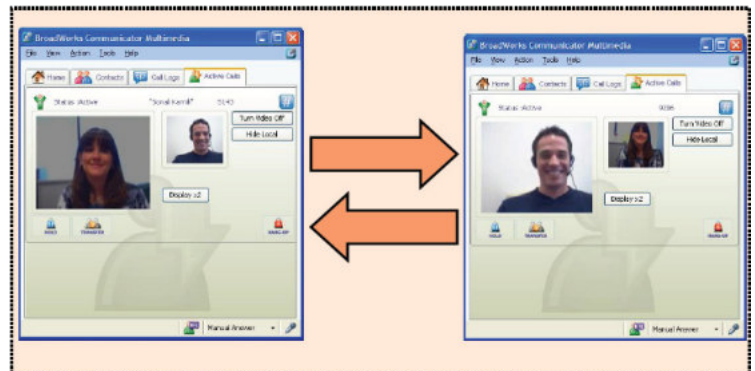 BroadWorks Communicator Multimedia
File View Action Tools Help
Home Contacts Call Logs Active Calls
Status :Active
Turn Video Off
Hide Local
Display x2
HOLD TRANSFER HANG-UP
Manual Answer
BroadWorks Communicator Multimedia
File View Action Tools Help
Home Contacts Call Logs Active Calls
Status :Active
Turn Video Off
Hide Local
Display x2
HOLD TRANSFER HANG-UP
Manual Answer